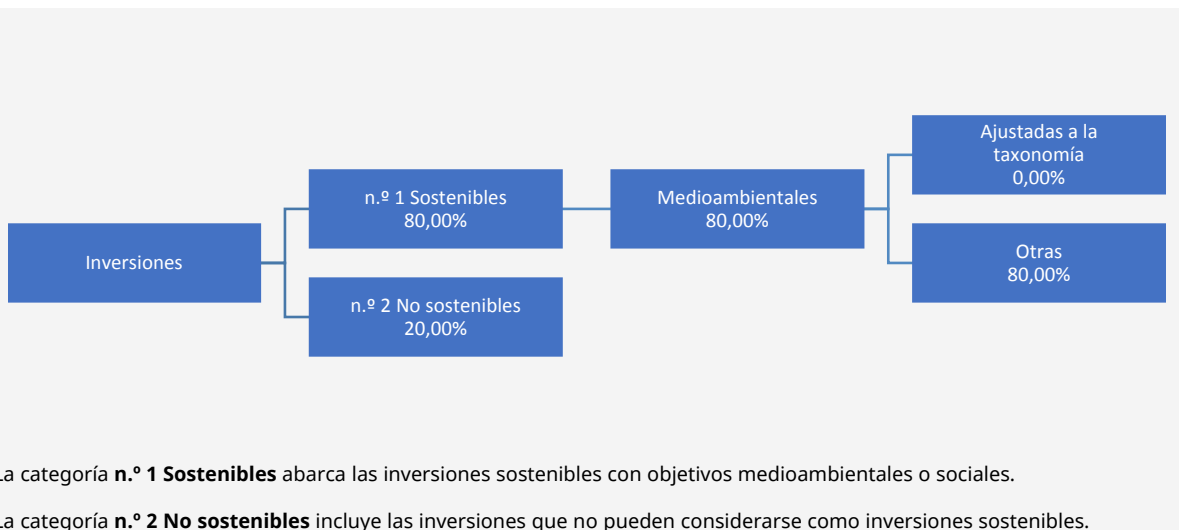 Ajustadas a la
taxonomía
0,00%
n.º 1 Sostenibles
80,00%
Medioambientales
80,00%
Inversiones
Otras
80,00%
n.º 2 No sostenibles
20,00%
La categoría n.º 1 Sostenibles abarca las inversiones sostenibles con objetivos medioambientales o sociales.
La categoría n.º 2 No sostenibles incluye las inversiones que no pueden considerarse como inversiones sostenibles.